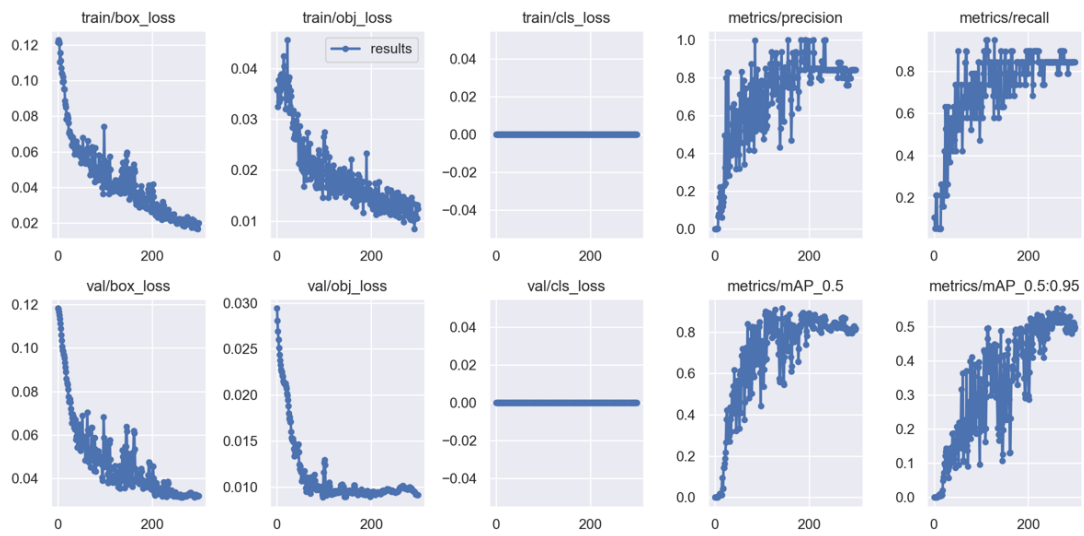 train/box_loss train/obj_loss train/cls_loss metrics/precision metrics/recall
0.12 0.10 0.08 0.06 0.04 0.02
0 200
results
0.04 0.03 0.02 0.01
0 200
0.04 0.02 0.00 −0.02 −0.04
0 200
1.0 0.8 0.6 0.4 0.2 0.0
0 200
0.8 0.6 0.4 0.2
0 200
val/box_loss val/obj_loss val/cls_loss metrics/mAP_0.5 metrics/mAP_0.5:0.95
0.12 0.10 0.08 0.06 0.04
0 200
0.030 0.025 0.020 0.015 0.010
0 200
0.04 0.02 0.00 −0.02 −0.04
0 200
0.8 0.6 0.4 0.2 0.0
0 200
0.5 0.4 0.3 0.2 0.1 0.0
0 200